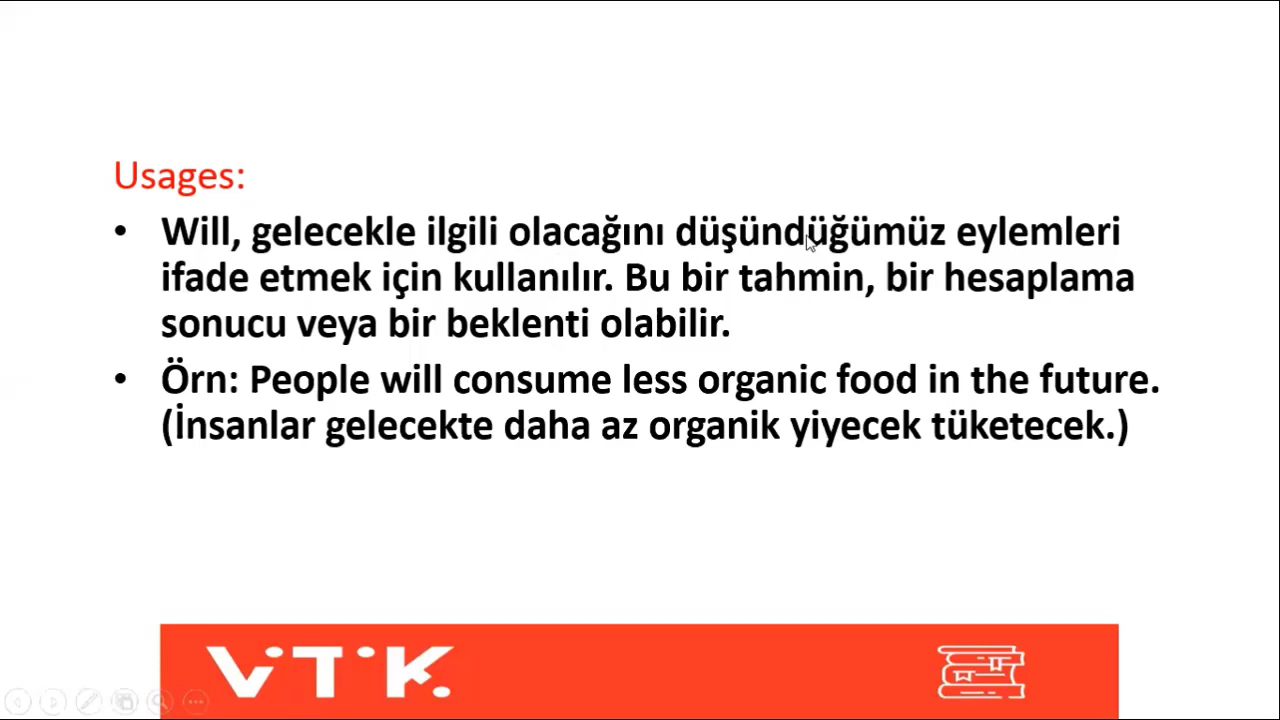 Usages:
• Will, gelecekle ilgili olacağını düşündüğümüz eylemleri
ifade etmek için kullanılır. Bu bir tahmin, bir hesaplama
sonucu veya bir beklenti olabilir.
• Örn: People will consume less organic food in the future.
(İnsanlar gelecekte daha az organik yiyecek tüketecek.)
ViTiK.